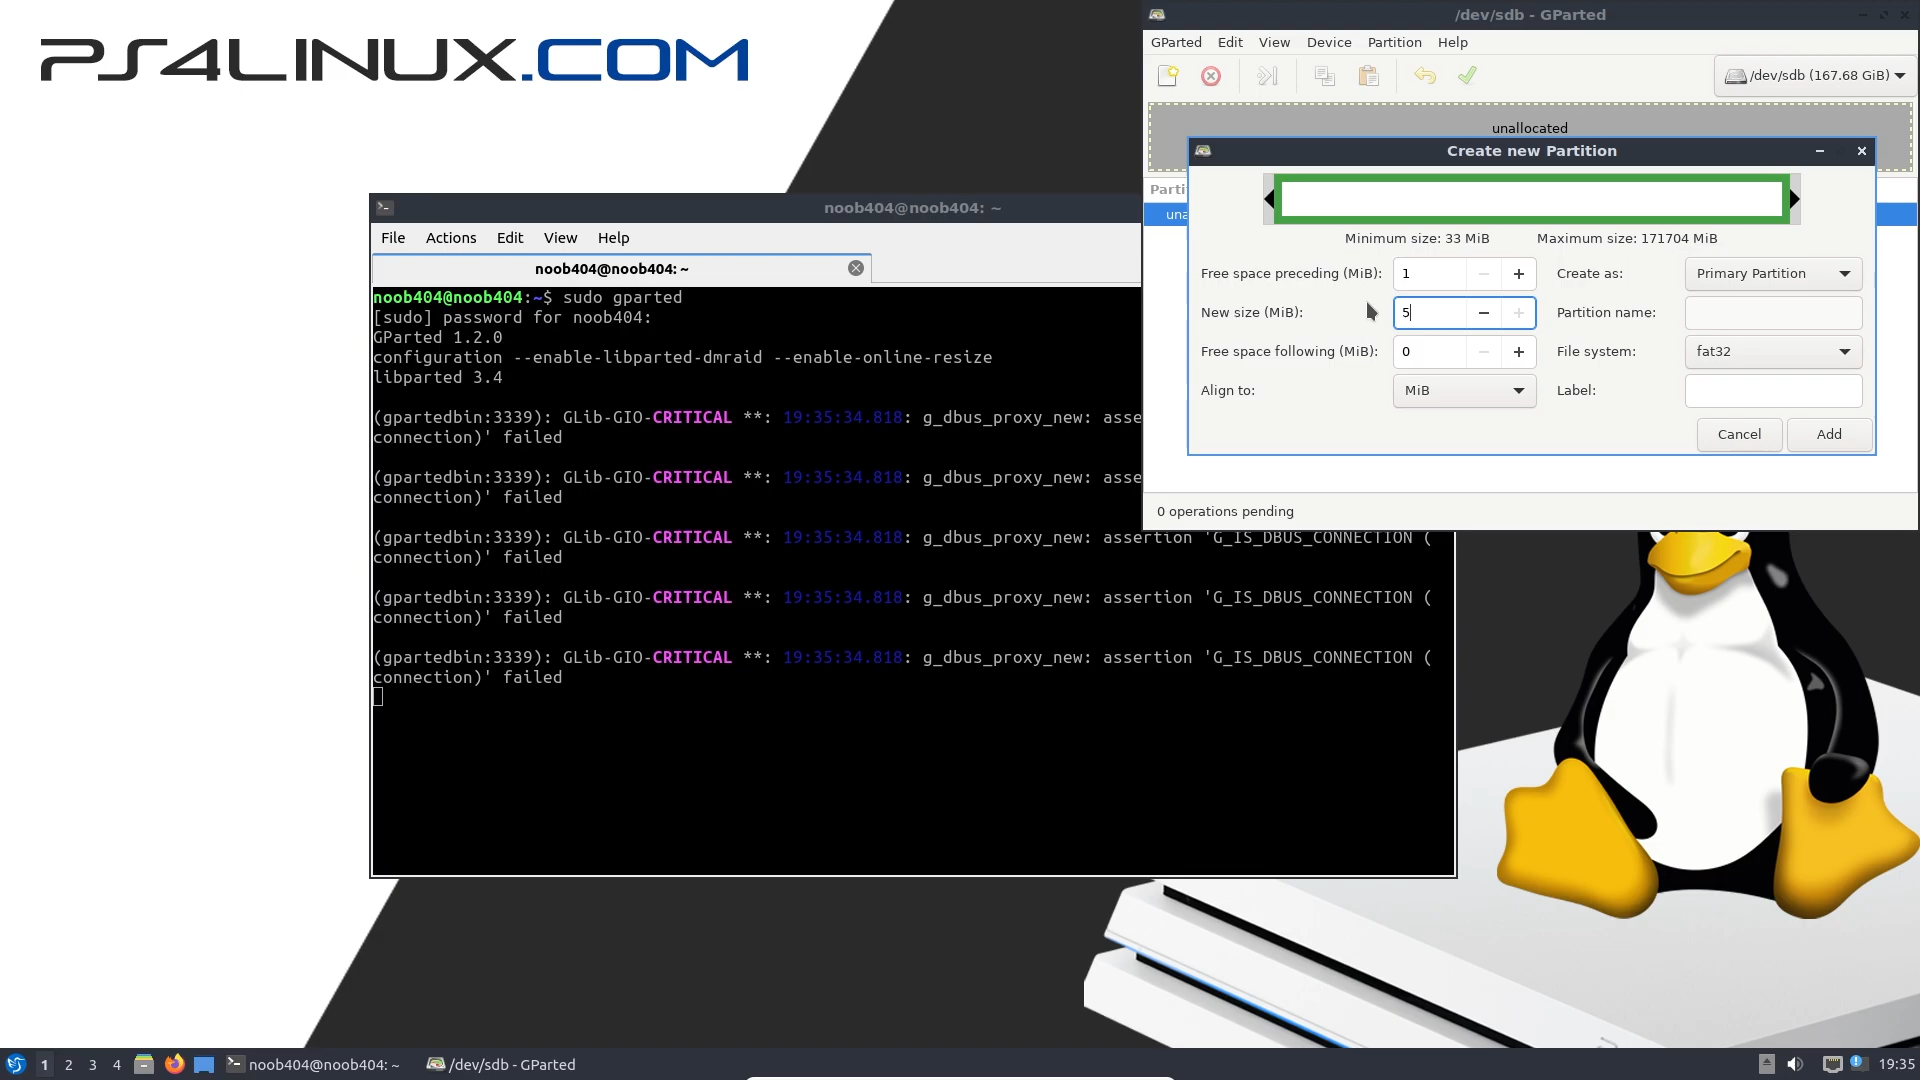 PS4LINUX.COM
/dev/sdb - GParted
GParted Edit View Device Partition Help
/dev/sdb (167.68 GiB)
unallocated
Create new Partition
Parti
una
Minimum size: 33 MiB Maximum size: 171704 MiB
Free space preceding (MiB): 1 Create as: Primary Partition
New size (MiB): 5 Partition name:
Free space following (MiB): 0 File system: fat32
Align to: MiB Label:
Cancel Add
0 operations pending
noob404@noob404: ~
File Actions Edit View Help
noob404@noob404: ~
noob404@noob404:~$ sudo gparted
[sudo] password for noob404:
GParted 1.2.0
configuration --enable-libparted-dmraid --enable-online-resize
libparted 3.4
(gpartedbin:3339): GLib-GIO-CRITICAL **: 19:35:34.818: g_dbus_proxy_new: asse
connection)' failed
(gpartedbin:3339): GLib-GIO-CRITICAL **: 19:35:34.818: g_dbus_proxy_new: asse
connection)' failed
(gpartedbin:3339): GLib-GIO-CRITICAL **: 19:35:34.818: g_dbus_proxy_new: assertion 'G_IS_DBUS_CONNECTION (
connection)' failed
(gpartedbin:3339): GLib-GIO-CRITICAL **: 19:35:34.818: g_dbus_proxy_new: assertion 'G_IS_DBUS_CONNECTION (
connection)' failed
(gpartedbin:3339): GLib-GIO-CRITICAL **: 19:35:34.818: g_dbus_proxy_new: assertion 'G_IS_DBUS_CONNECTION (
connection)' failed
1 2 3 4 noob404@noob404: ~ /dev/sdb - GParted 19:35